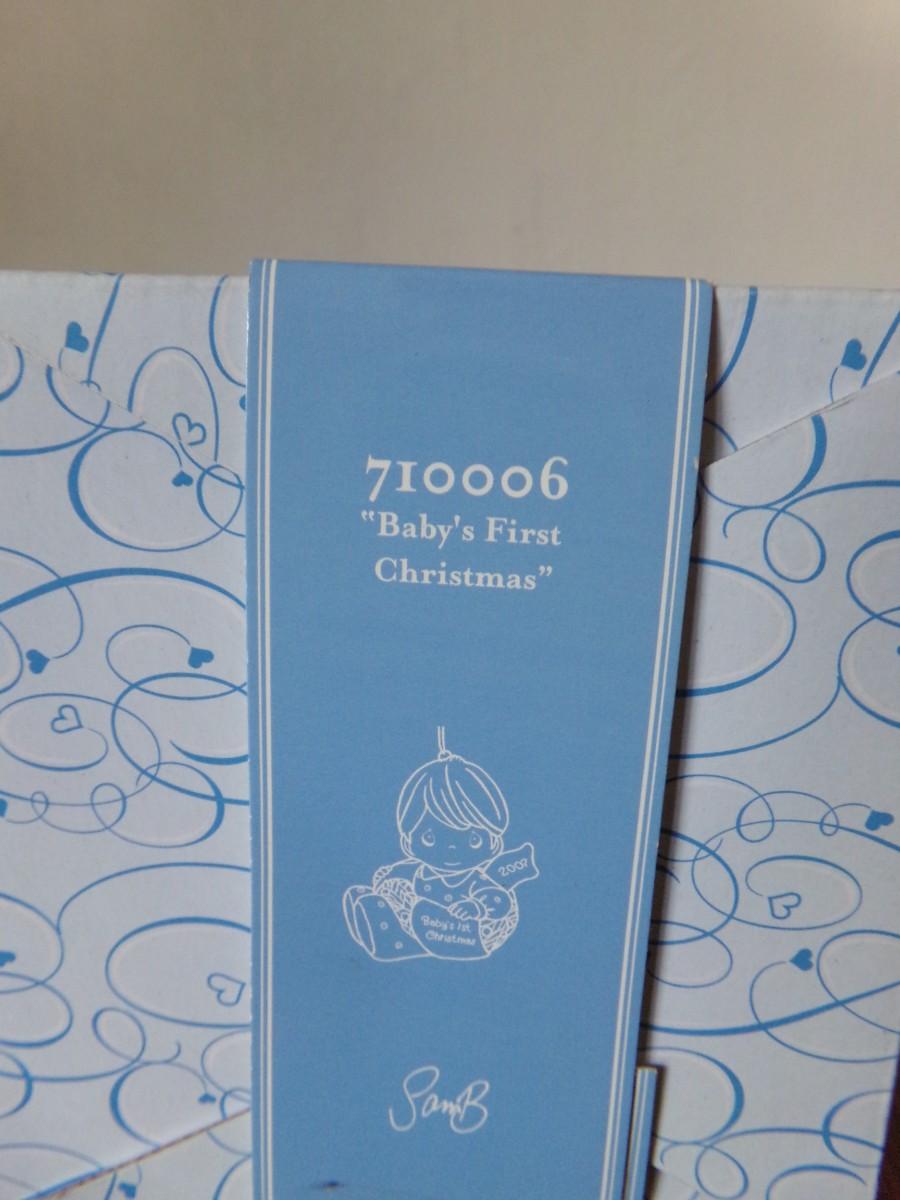 710006
"Baby's First
Christmas"
2007
Baby's 1st
Christmas
SamB